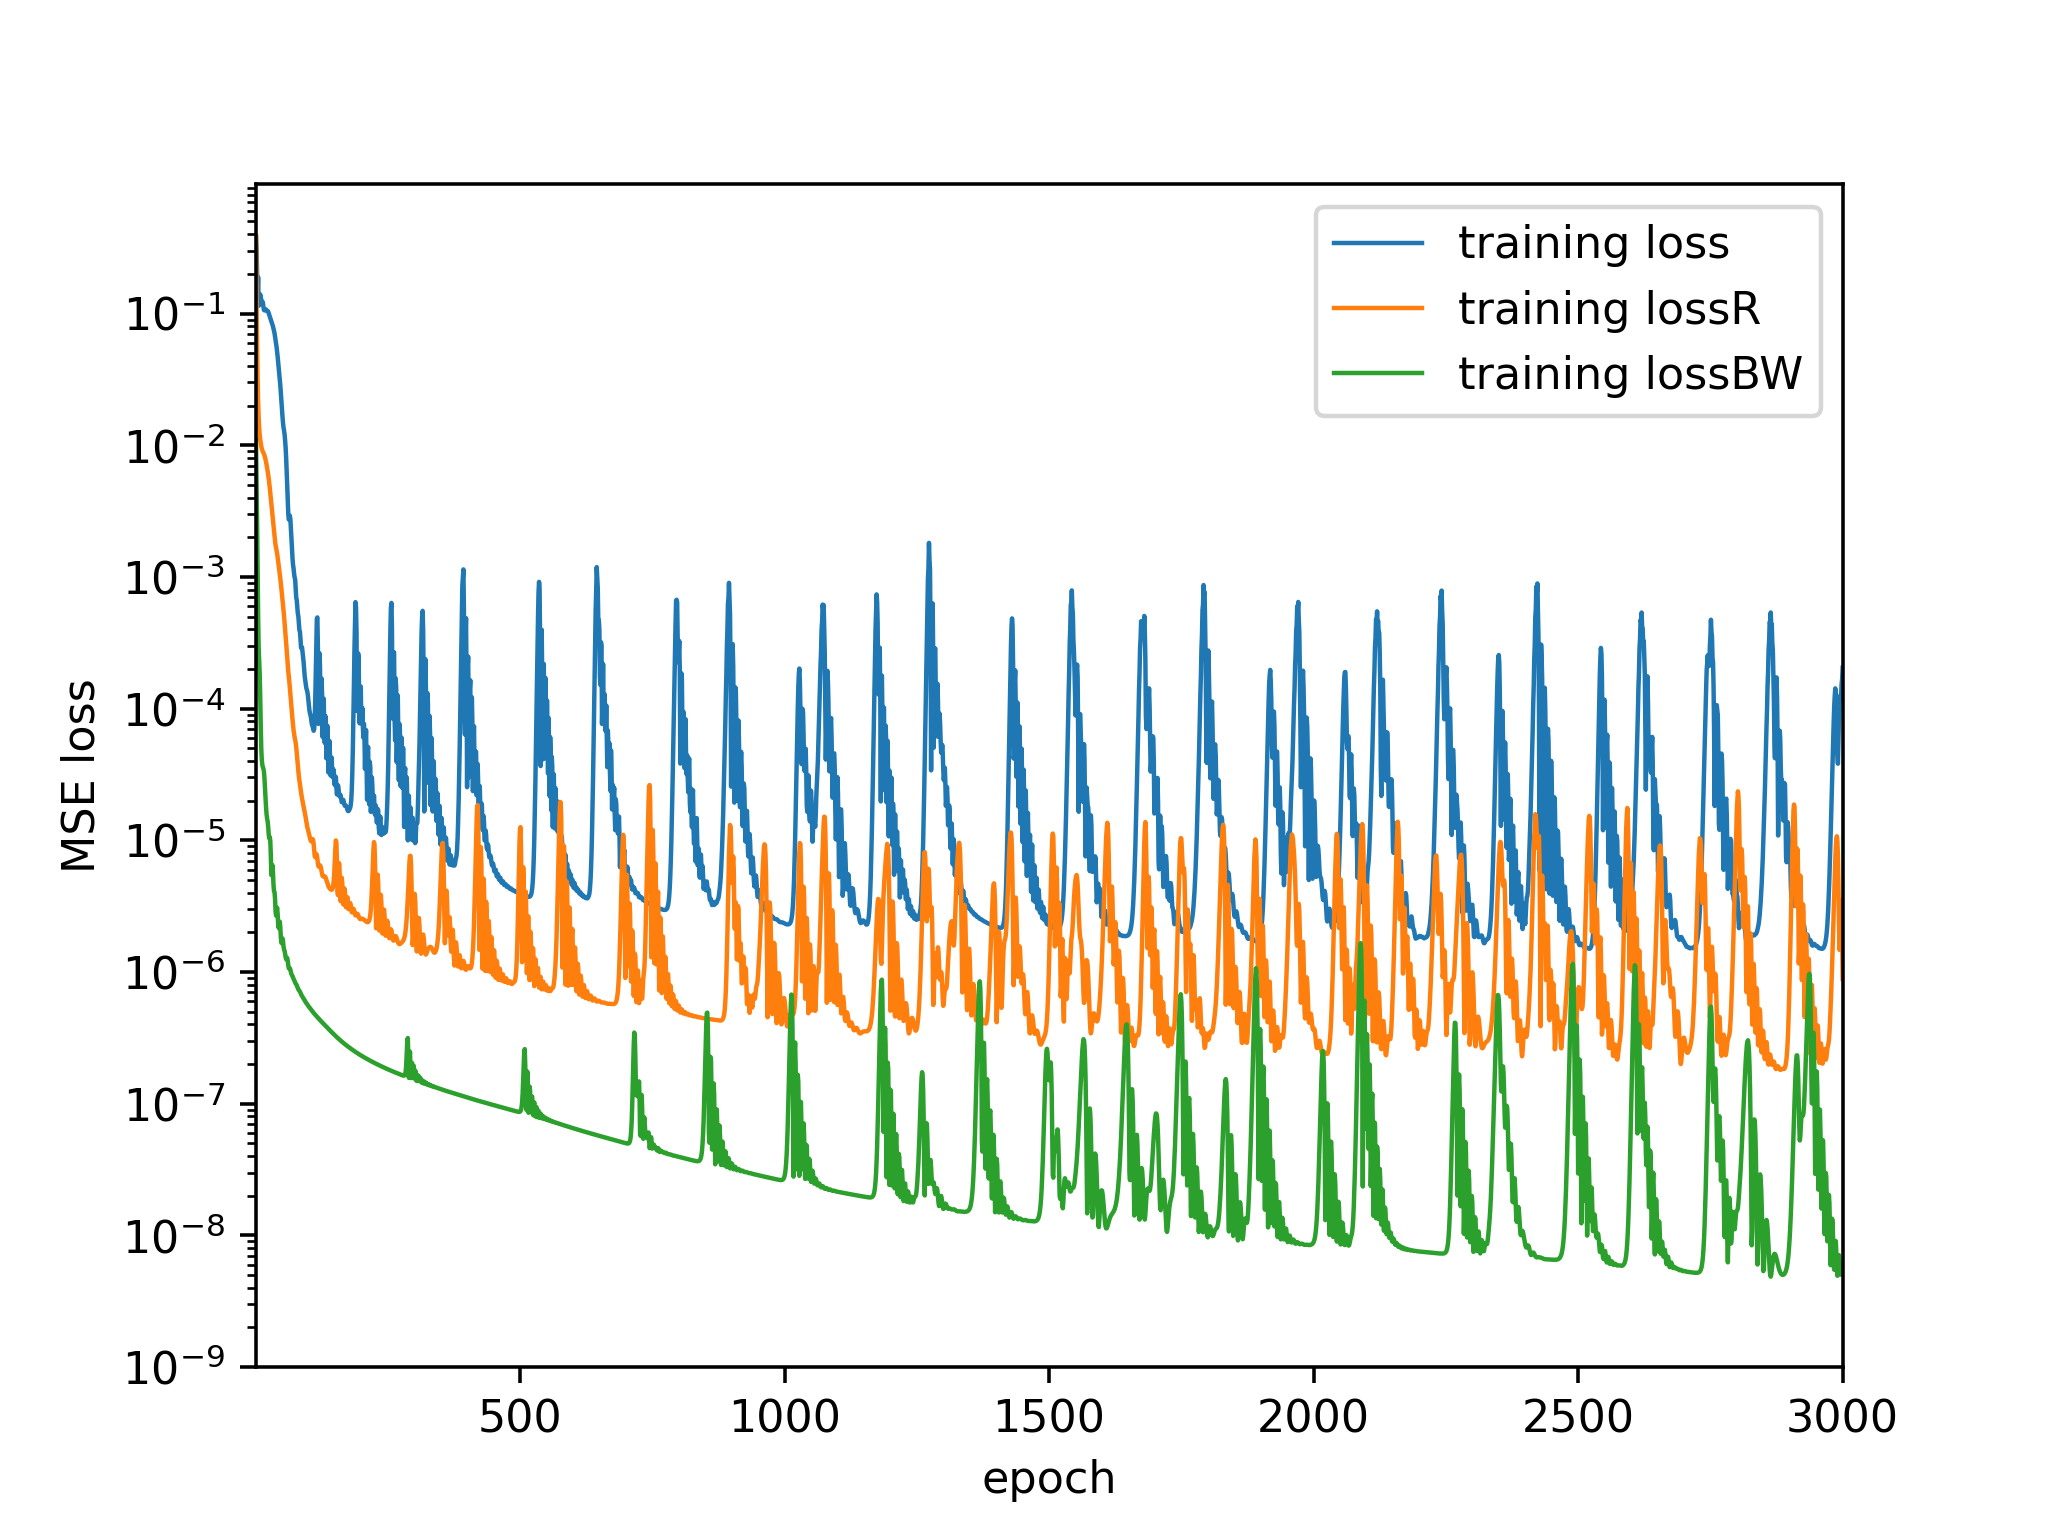 training loss
training lossR
training lossBW
MSE loss
10⁻¹
10⁻²
10⁻³
10⁻⁴
10⁻⁵
10⁻⁶
10⁻⁷
10⁻⁸
10⁻⁹
500 1000 1500 2000 2500 3000
epoch